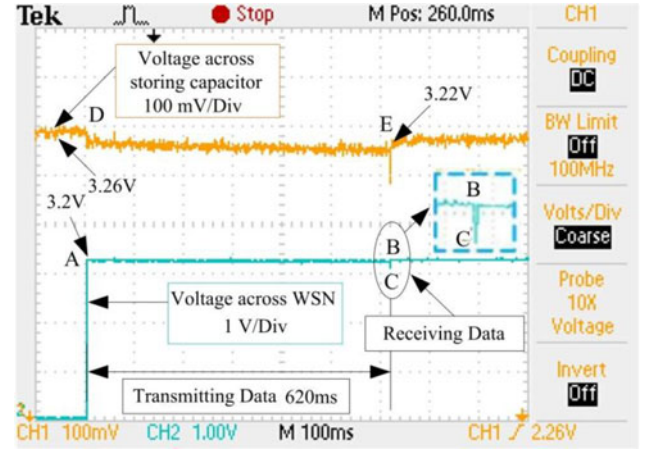 Tek Stop M Pos: 260.0ms CH1
Voltage across
storing capacitor
100 mV/Div
Coupling
DC
3.22V
D
E
BW Limit
Off
100MHz
3.26V
3.2V
B
C
Volts/Div
Coarse
A
B
C
Voltage across WSN
1 V/Div
Receiving Data
Probe
10X
Voltage
Transmitting Data 620ms
Invert
Off
2
CH1 100mV CH2 1.00V M 100ms CH1 2.26V